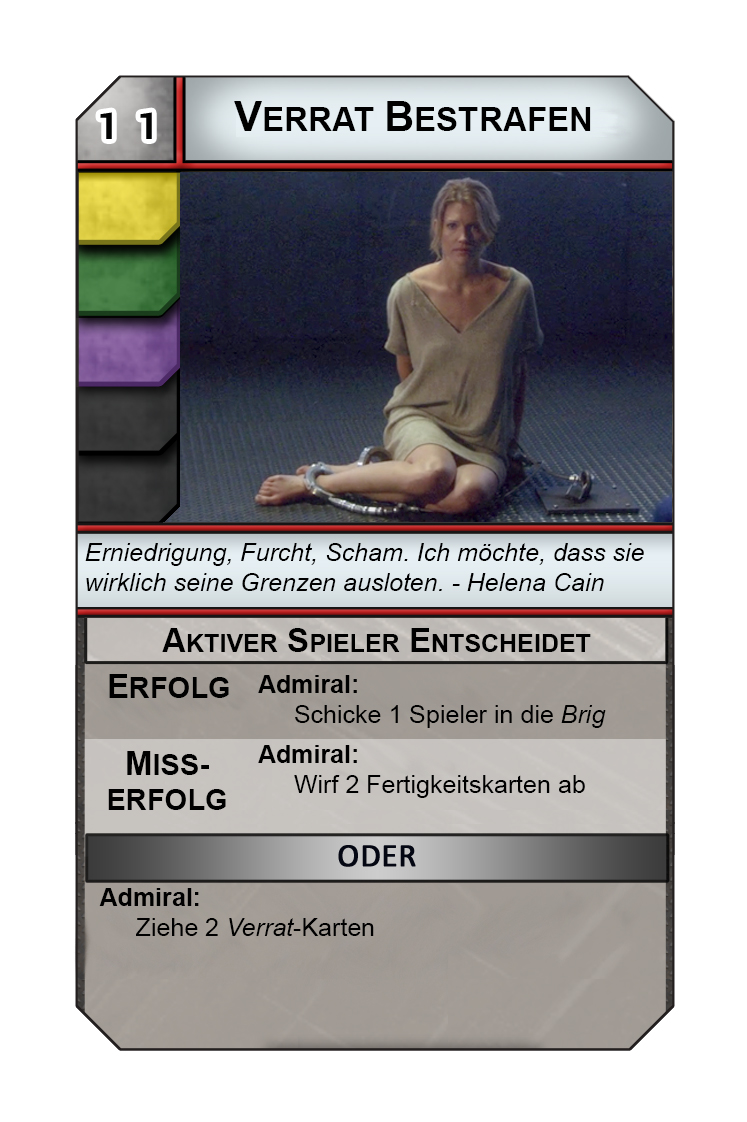 11
VERRAT BESTRAFEN
Erniedrigung, Furcht, Scham. Ich möchte, dass sie
wirklich seine Grenzen ausloten. - Helena Cain
AKTIVER SPIELER ENTSCHEIDET
ERFOLG
Admiral:
Schicke 1 Spieler in die Brig
MISS-
ERFOLG
Admiral:
Wirf 2 Fertigkeitskarten ab
ODER
Admiral:
Ziehe 2 Verrat-Karten